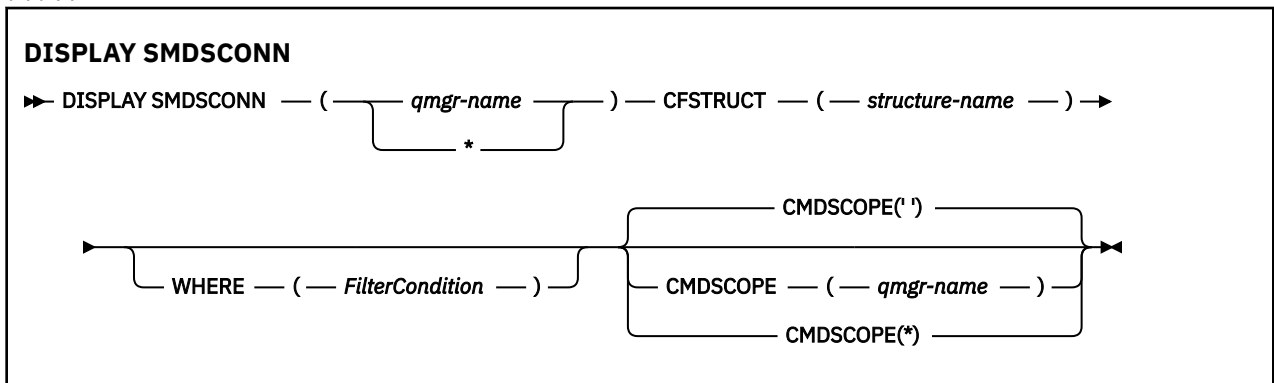 DISPLAY SMDSCONN
DISPLAY SMDSCONN ( qmgr-name ) CFSTRUCT ( structure-name )
*
CMDSCOPE(' ')
WHERE ( FilterCondition ) CMDSCOPE ( qmgr-name )
CMDSCOPE(*)